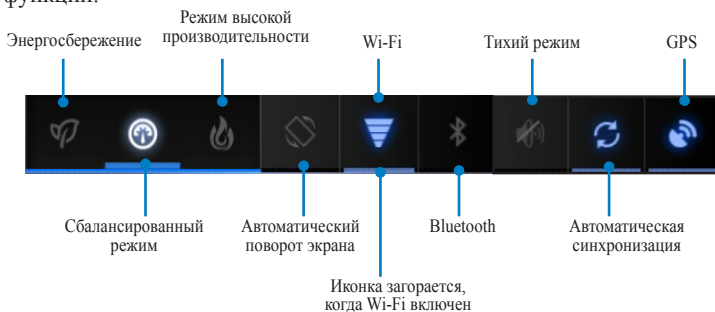 функций.
Режим высокой
производительности
Энергосбережение
Wi-Fi
Тихий режим
GPS
Сбалансированный
режим
Автоматический
поворот экрана
Bluetooth
Автоматическая
синхронизация
Иконка загорается,
когда Wi-Fi включен